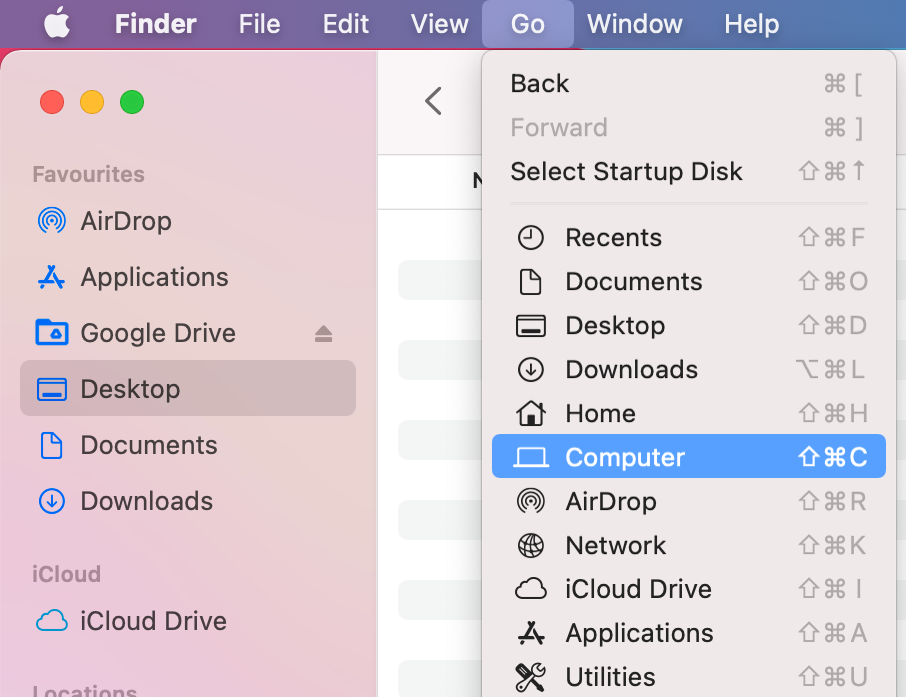 Finder File Edit View Go Window Help
Favourites
AirDrop
Applications
Google Drive
Desktop
Documents
Downloads
iCloud
iCloud Drive
Locations
N
Back ⌘ [
Forward ⌘ ]
Select Startup Disk ⇧⌘↑
Recents ⇧⌘F
Documents ⇧⌘O
Desktop ⇧⌘D
Downloads ⌥⌘L
Home ⇧⌘H
Computer ⇧⌘C
AirDrop ⇧⌘R
Network ⇧⌘K
iCloud Drive ⇧⌘I
Applications ⇧⌘A
Utilities ⇧⌘U